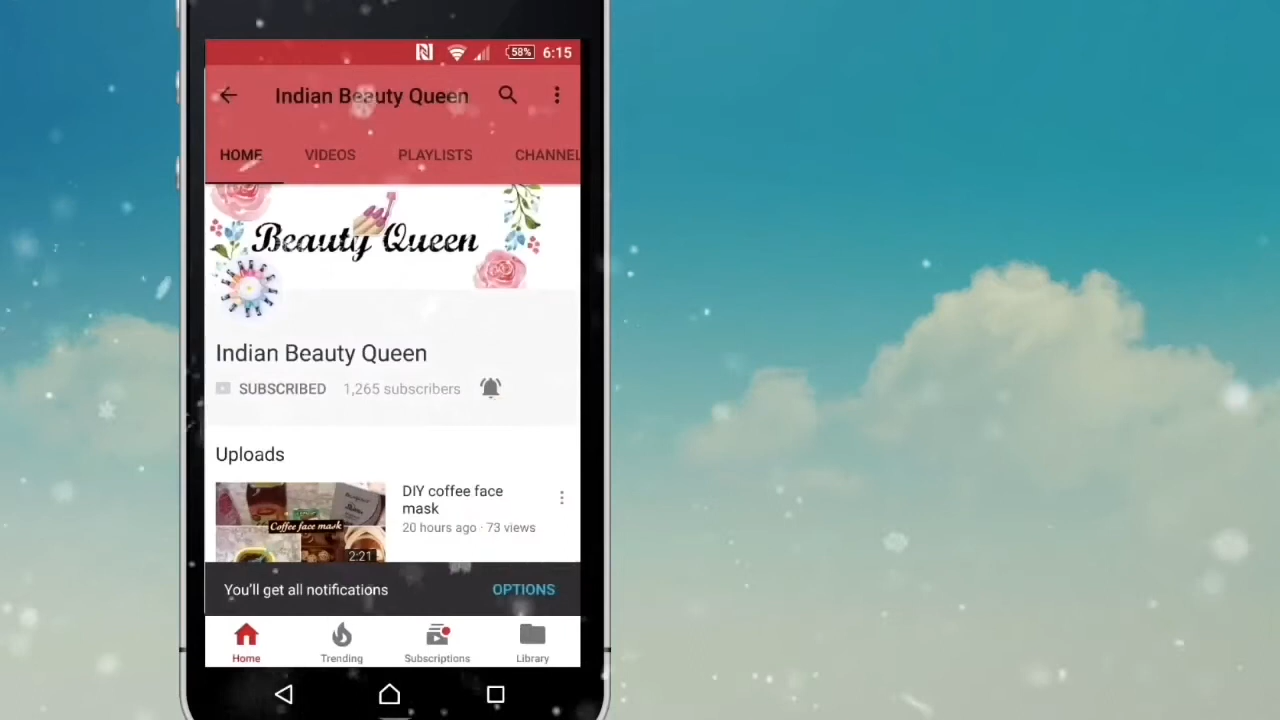 58% 6:15
Indian Beauty Queen
HOME VIDEOS PLAYLISTS CHANNEL
Beauty Queen
Indian Beauty Queen
SUBSCRIBED 1,265 subscribers
Uploads
DIY coffee face
mask
20 hours ago · 73 views
Coffee face mask
2:21
You'll get all notifications OPTIONS
Home Trending Subscriptions Library